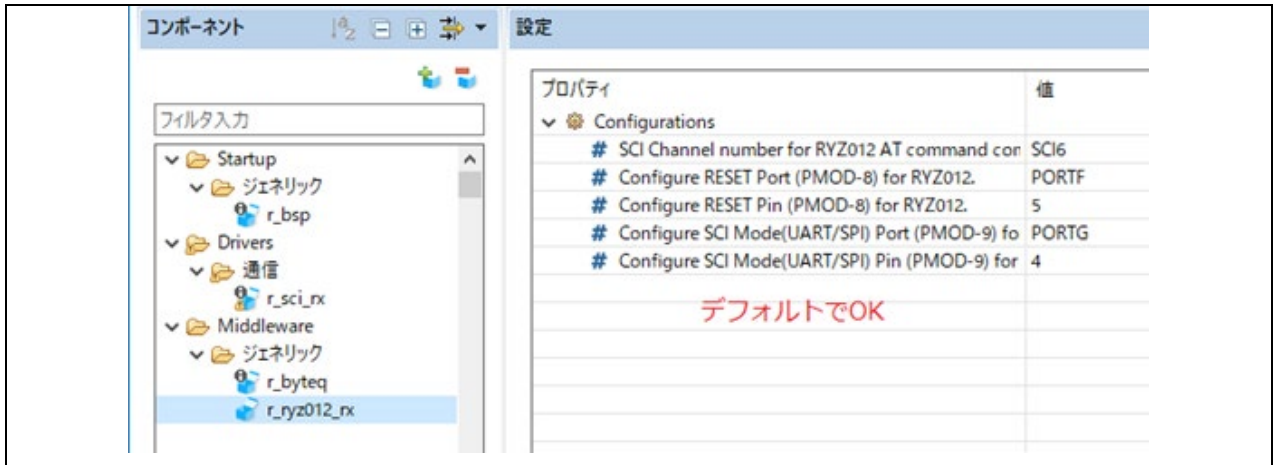 コンポーネント
設定
フィルタ入力
Startup
ジェネリック
r_bsp
Drivers
通信
r_sci_rx
Middleware
ジェネリック
r_byteq
r_ryz012_rx
プロパティ 値
Configurations
# SCI Channel number for RYZ012 AT command con SCI6
# Configure RESET Port (PMOD-8) for RYZ012. PORTF
# Configure RESET Pin (PMOD-8) for RYZ012. 5
# Configure SCI Mode(UART/SPI) Port (PMOD-9) fo PORTG
# Configure SCI Mode(UART/SPI) Pin (PMOD-9) for 4
デフォルトでOK